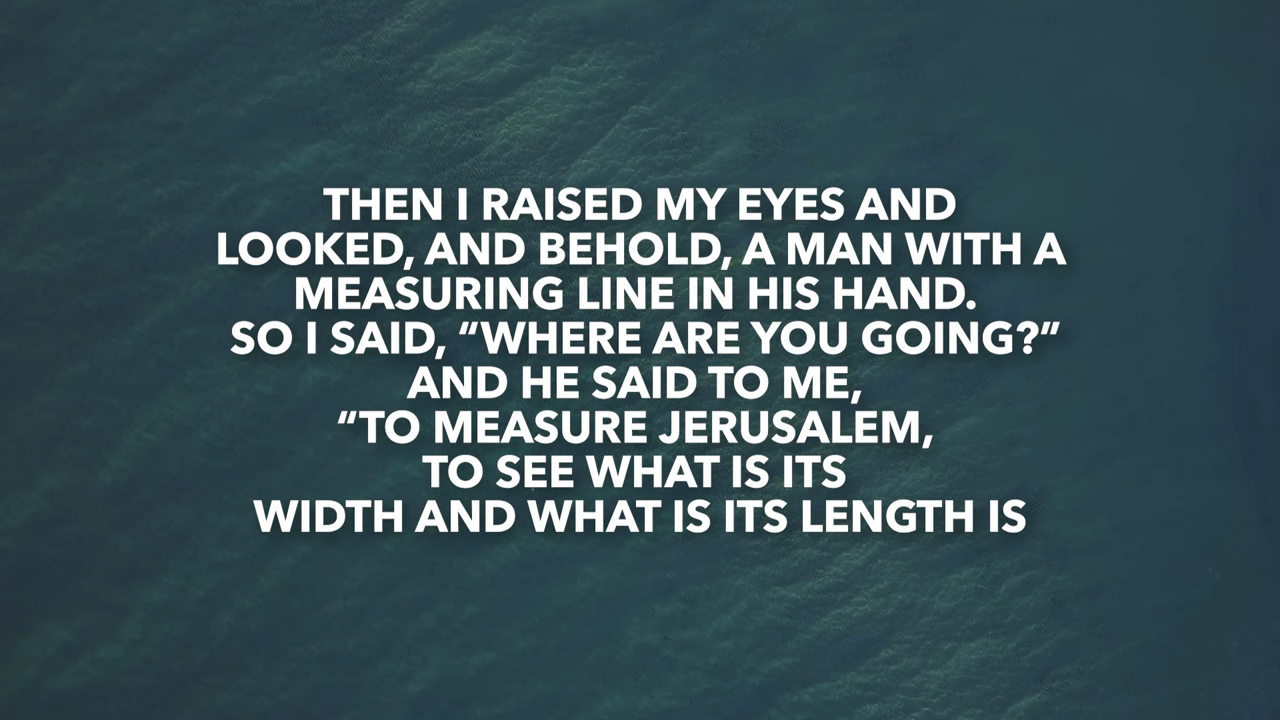 THEN I RAISED MY EYES AND
LOOKED, AND BEHOLD, A MAN WITH A
MEASURING LINE IN HIS HAND.
SO I SAID, “WHERE ARE YOU GOING?”
AND HE SAID TO ME,
“TO MEASURE JERUSALEM,
TO SEE WHAT IS ITS
WIDTH AND WHAT IS ITS LENGTH IS